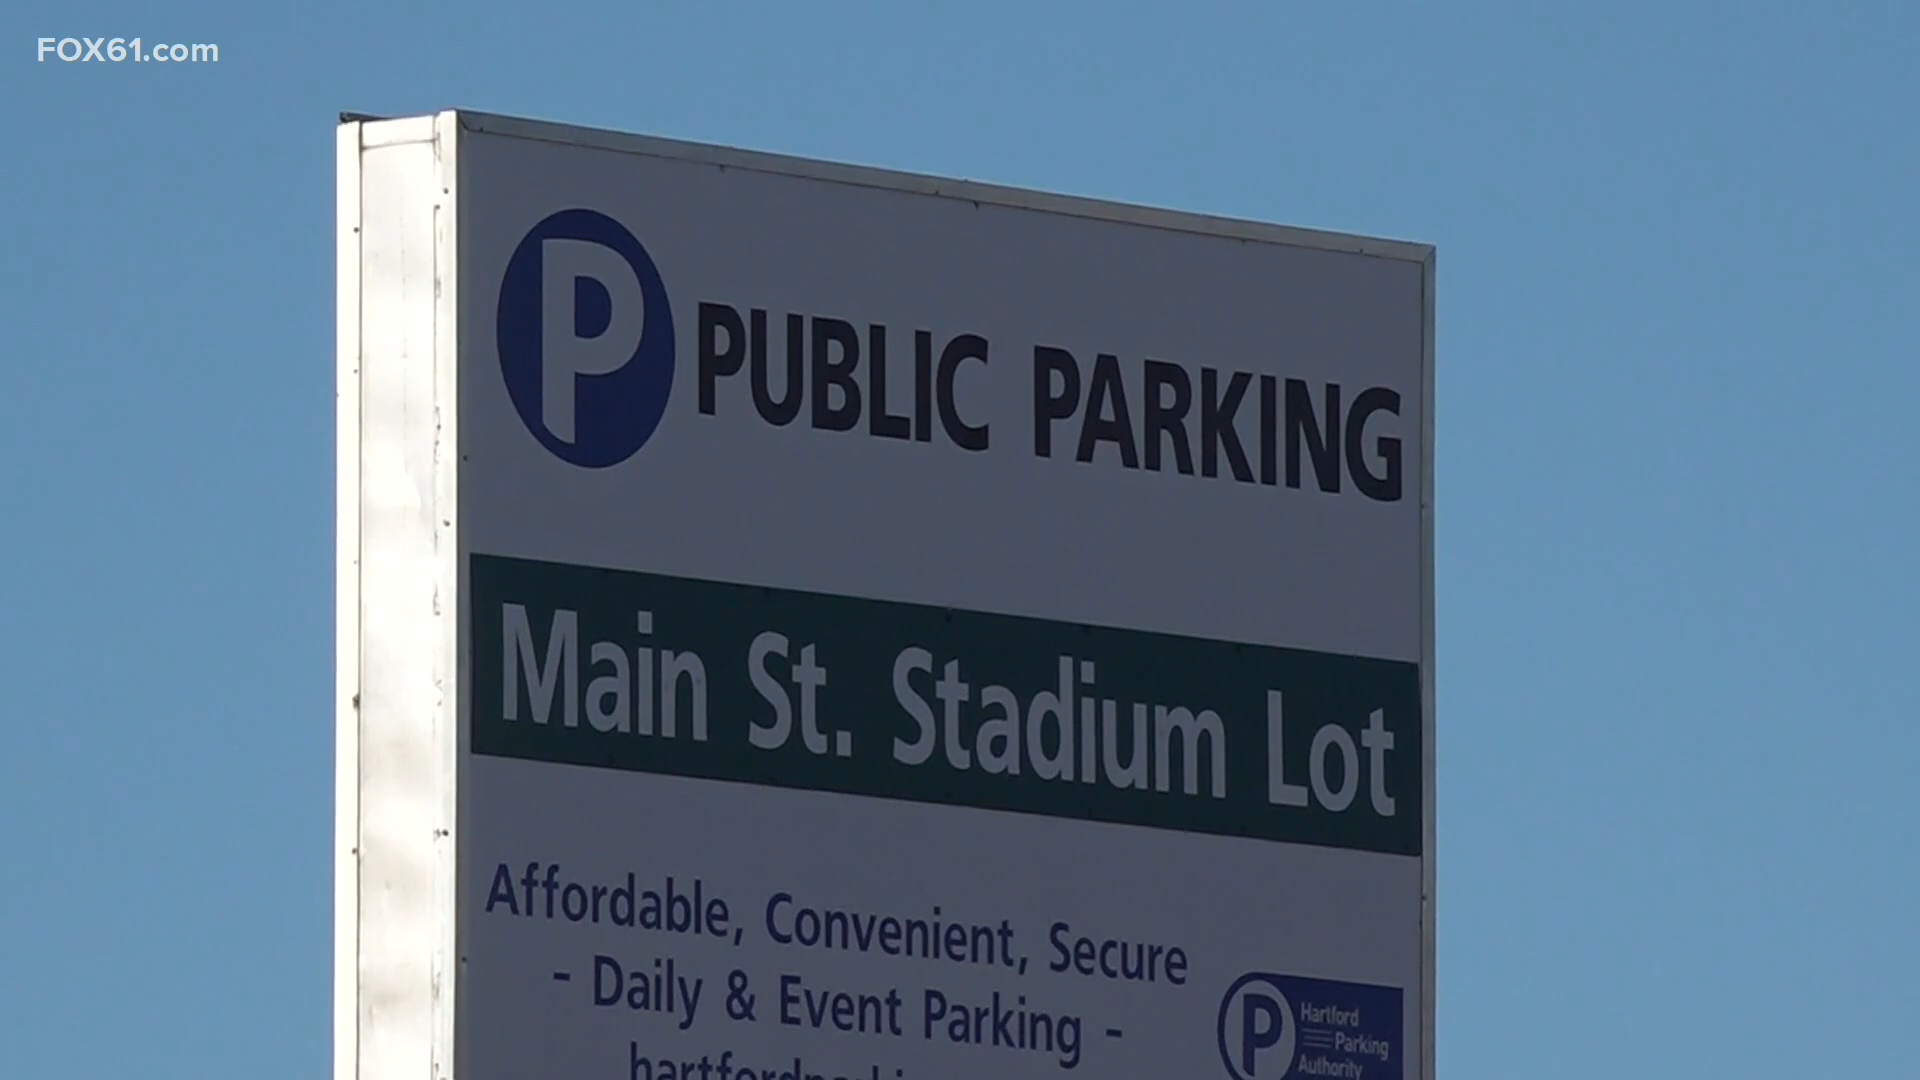 FOX61.com
P PUBLIC PARKING
Main St. Stadium Lot
Affordable, Convenient, Secure
- Daily & Event Parking -
P
Hartford
Parking
Authority